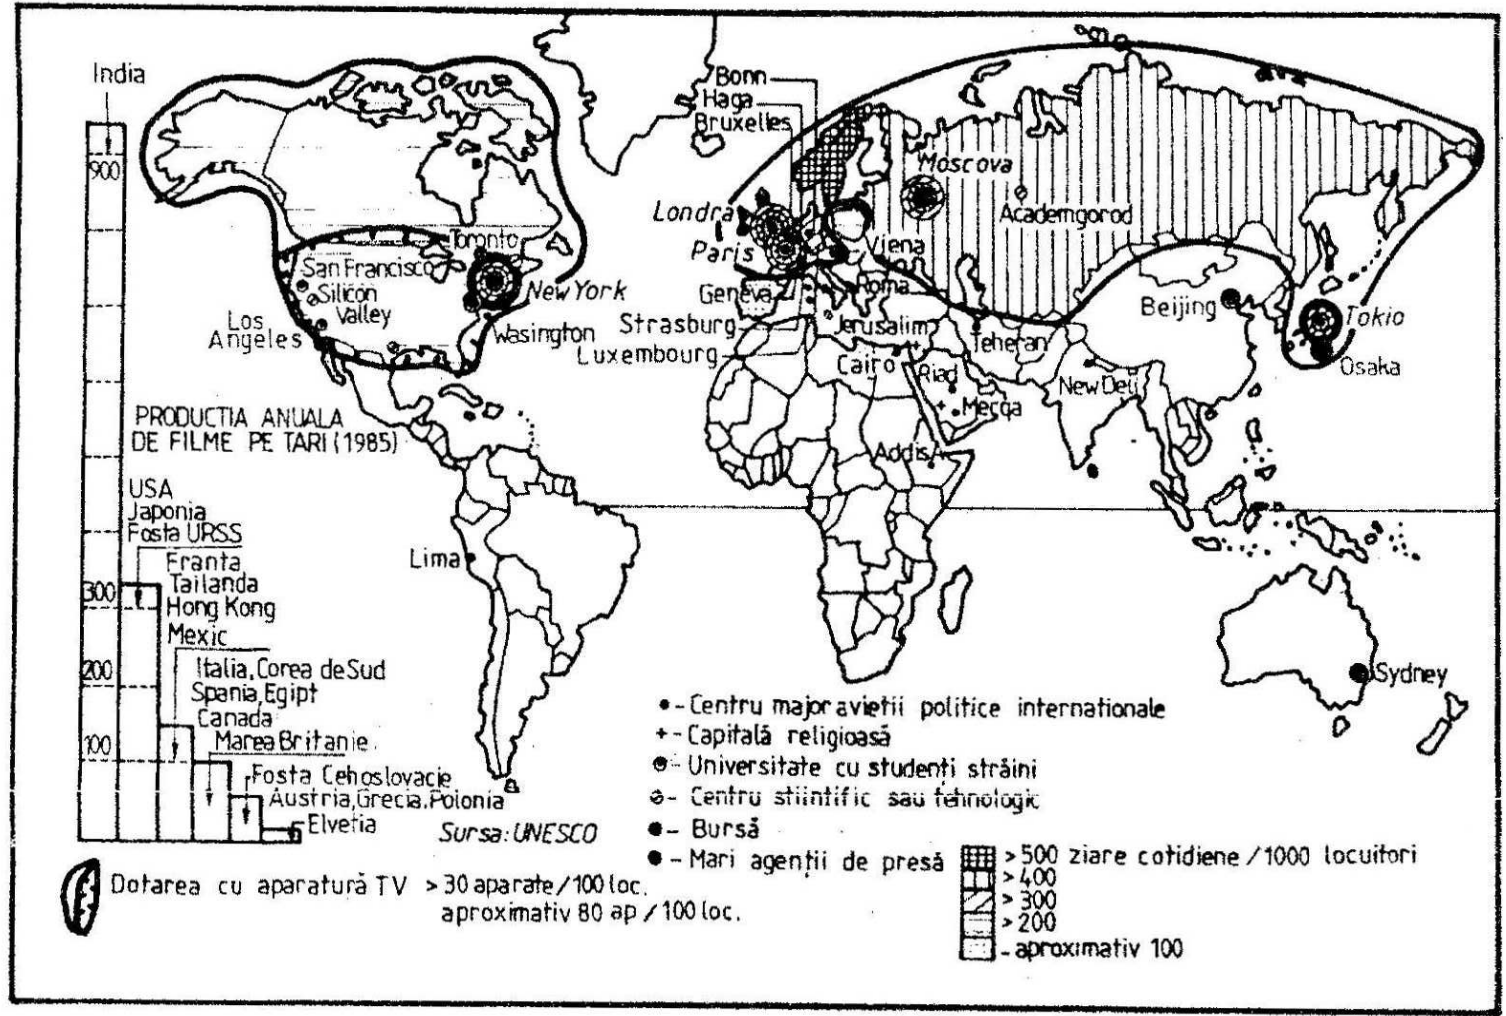 India
900
300
200
100
PRODUCTIA ANUALA
DE FILME PE TARI (1985)
USA
Japonia
Fosta URSS
Franta
Tailanda
Hong Kong
Mexic
Italia, Corea de Sud
Spania, Egipt
Canada
Marea Britanie
Fosta Cehoslovacie
Austria, Grecia, Polonia
Elvetia
Sursa: UNESCO
Toronto
San Francisco
Silicon
Valley
Los
Angeles
New York
Wasington
Lima
Bonn
Haga
Bruxelles
Londra
Paris
Geneva
Strasburg
Luxembourg
Moscova
Academgorod
Viena
Roma
Jerusalim
Cairo
Teheran
Riad
Mecqa
Addis A
New Deli
Beijing
Tokio
Osaka
Sydney
• - Centru major avietii politice internationale
+ - Capitală religioasă
- Universitate cu studenți străini
- Centru stiintific sau tehnologic
● - Bursă
● - Mari agenții de presă
>500 ziare cotidiene / 1000 locuitori
>400
>300
>200
- aproximativ 100
Dotarea cu aparatură TV > 30 aparate / 100 loc.
aproximativ 80 ap / 100 loc.